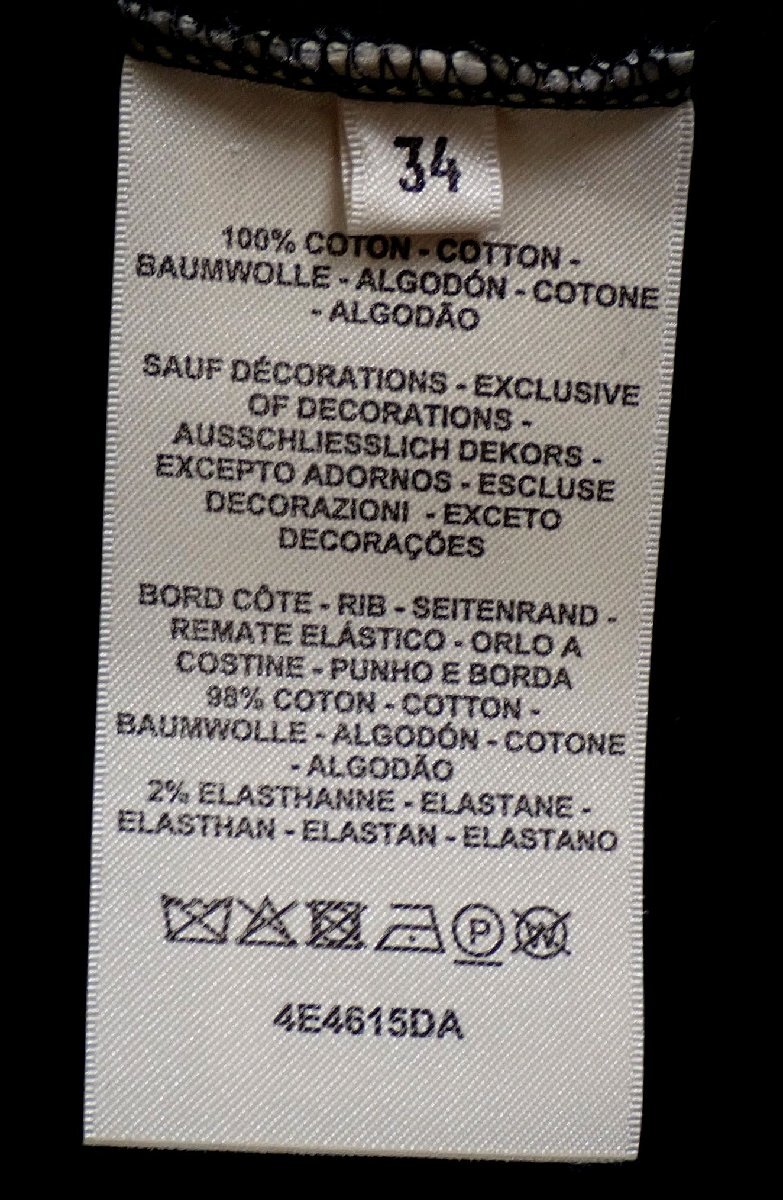 34
100% COTON - COTTON -
BAUMWOLLE - ALGODÓN - COTONE
- ALGODÃO
SAUF DÉCORATIONS - EXCLUSIVE
OF DECORATIONS -
AUSSCHLIESSLICH DEKORS -
EXCEPTO ADORNOS - ESCLUSE
DECORAZIONI - EXCETO
DECORAÇÕES
BORD CÔTE - RIB - SEITENRAND -
REMATE ELÁSTICO - ORLO A
COSTINE - PUNHO E BORDA
98% COTON - COTTON -
BAUMWOLLE - ALGODÓN - COTONE
- ALGODÃO
2% ELASTHANNE - ELASTANE -
ELASTHAN - ELASTAN - ELASTANO
P W
4E4615DA